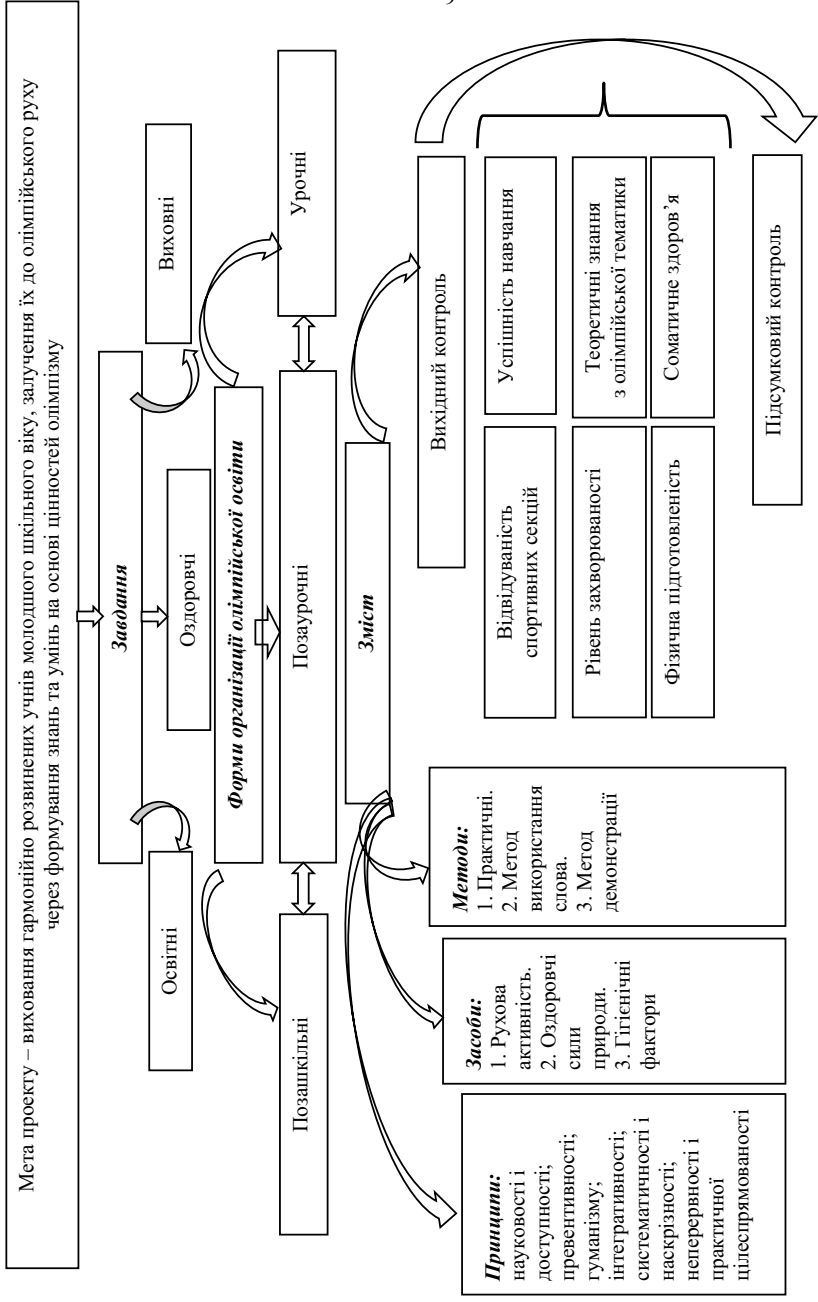 Мета проекту – виховання гармонійно розвинених учнів молодшого шкільного віку, залучення їх до олімпійського руху
через формування знань та умінь на основі цінностей олімпізму
Завдання
Освітні
Оздоровчі
Виховні
Форми організації олімпійської освіти
Позашкільні
Позаурочні
Урочні
Зміст
Принципи:
науковості і
доступності;
превентивності;
гуманізму;
інтегративності;
систематичності і
наскрізності;
неперервності і
практичної
цілеспрямованості
Засоби:
1. Рухова
активність.
2. Оздоровчі
сили
природи.
3. Гігієнічні
фактори
Методи:
1. Практичні.
2. Метод
використання
слова.
3. Метод
демонстрації
Вихідний контроль
Відвідуваність
спортивних секцій
Успішність навчання
Рівень захворюваності
Теоретичні знання
з олімпійської тематики
Фізична підготовленість
Соматичне здоров’я
Підсумковий контроль